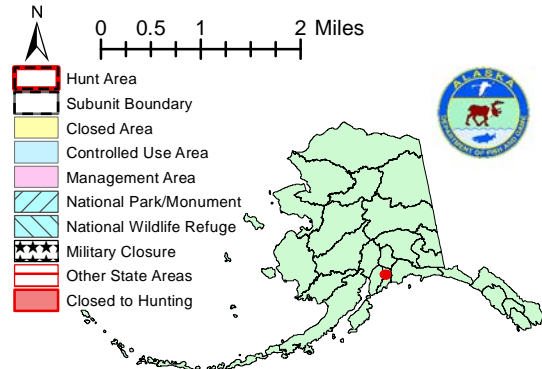 N
0 0.5 1 2 Miles
Hunt Area
Subunit Boundary
Closed Area
Controlled Use Area
Management Area
National Park/Monument
National Wildlife Refuge
Military Closure
Other State Areas
Closed to Hunting
ALASKA
DEPARTMENT OF FISH AND GAME